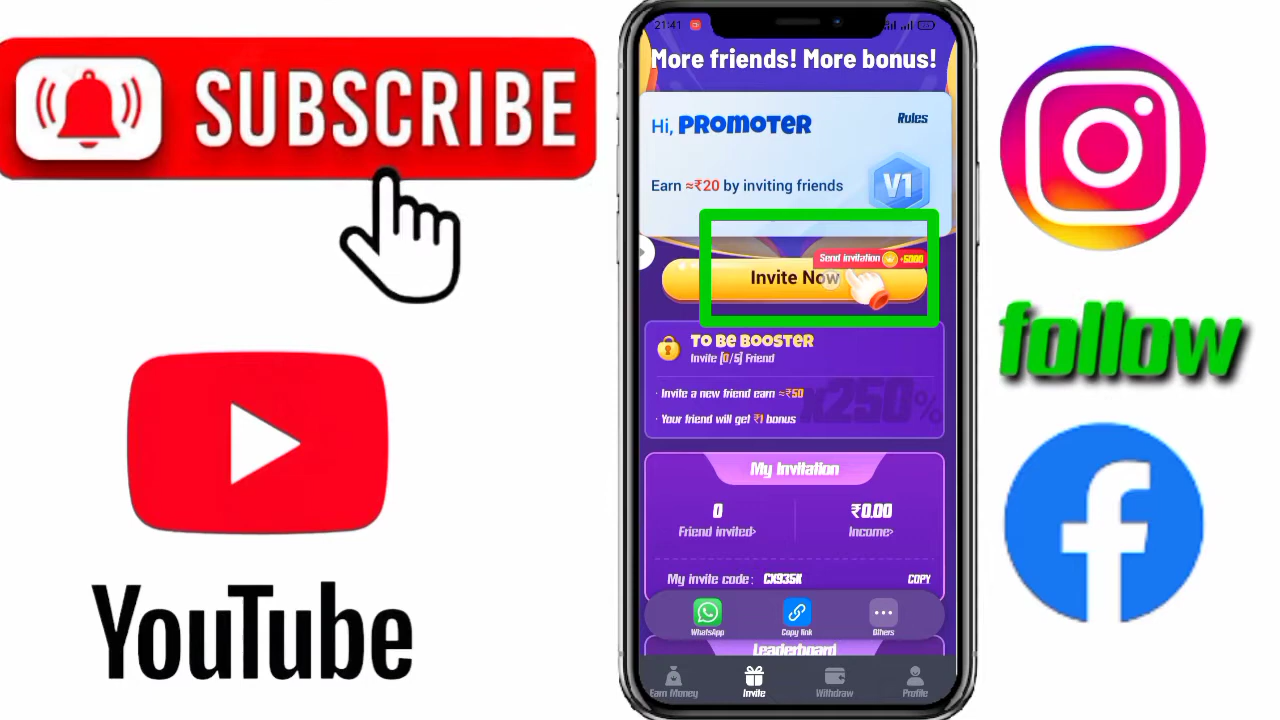 SUBSCRIBE
YouTube
21:41
More friends! More bonus!
Hi, PROMOTER
Rules
Earn ≈₹20 by inviting friends
V1
Send invitation +5000
Invite Now
TO BE BOOSTER
Invite [0/5] Friend
x250%
· Invite a new friend earn ≈₹50
· Your friend will get ₹1 bonus
My Invitation
0
₹0.00
Friend invited>
Income>
My invite code : CX935K
COPY
WhatsApp
Copy link
Others
Leaderboard
Earn Money
Invite
Withdraw
Profile
follow